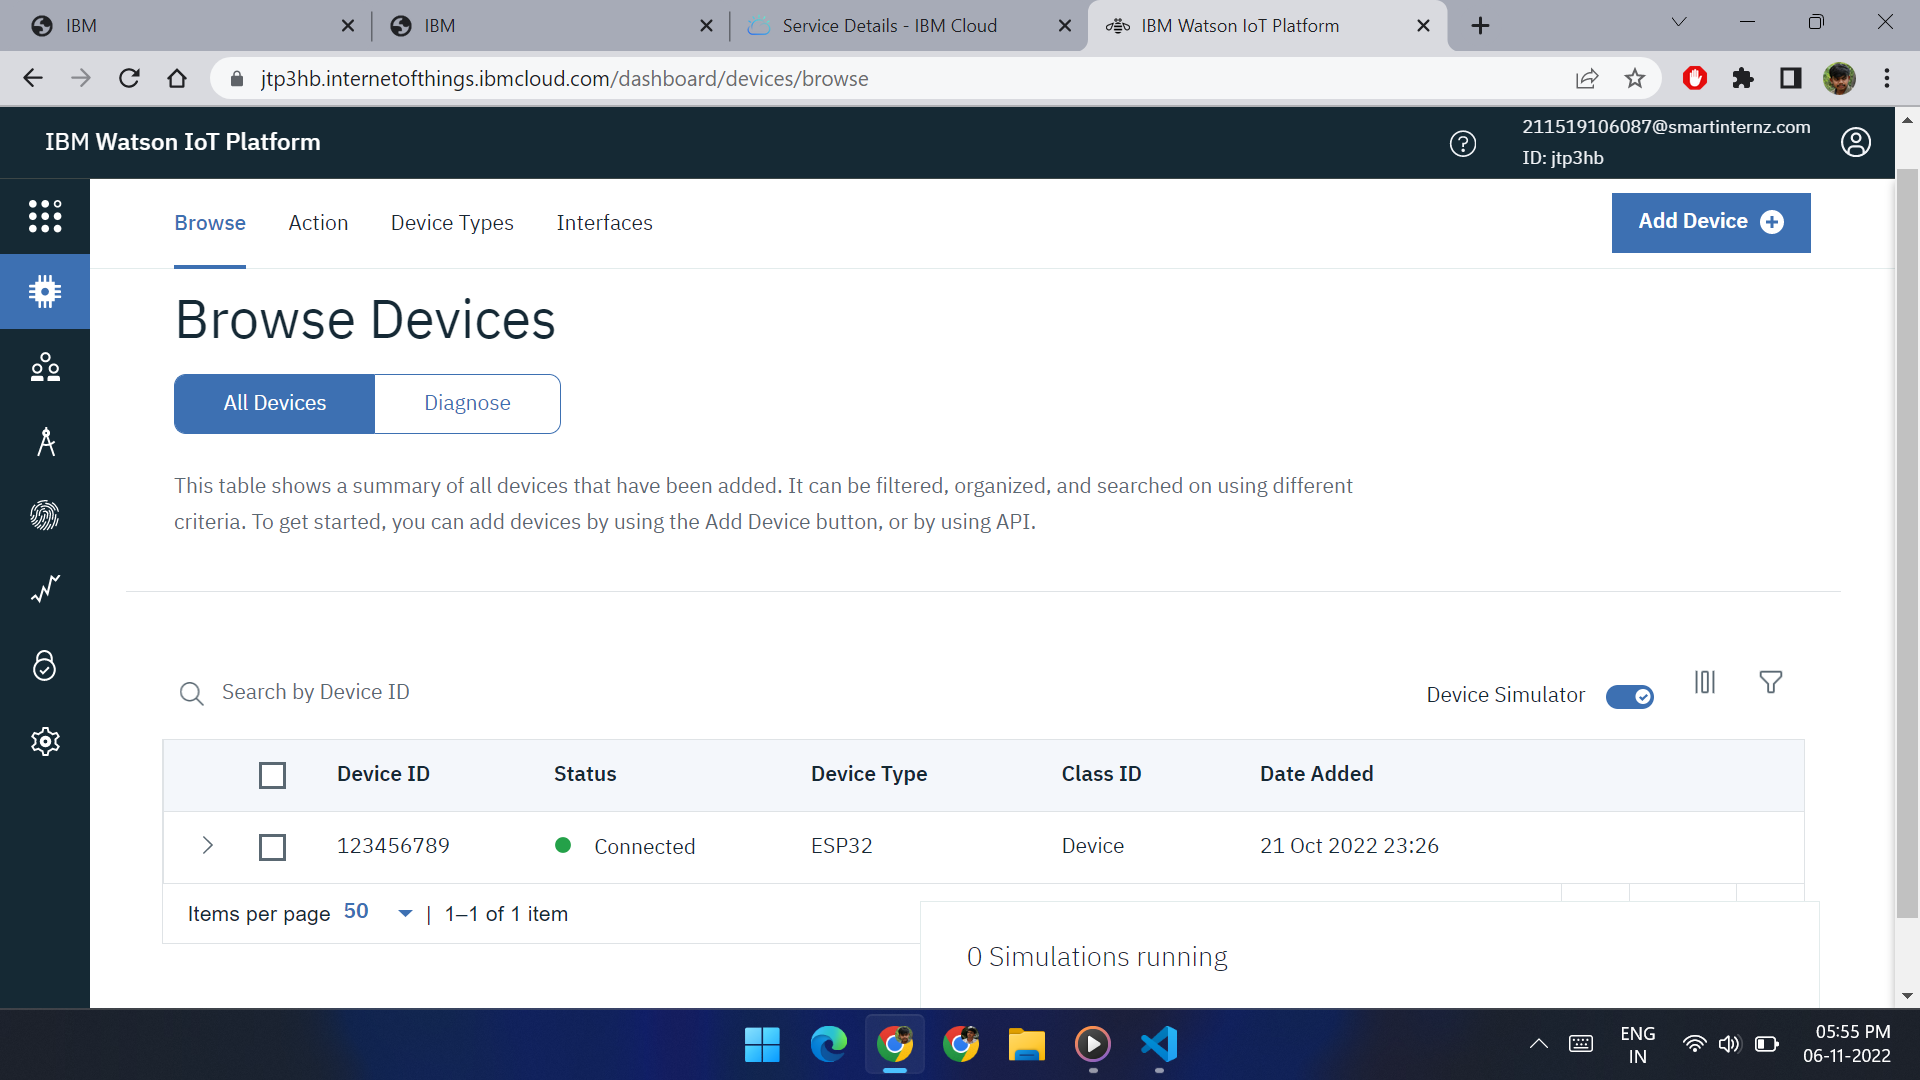 IBM
IBM
Service Details - IBM Cloud
IBM Watson IoT Platform
jtp3hb.internetofthings.ibmcloud.com/dashboard/devices/browse
IBM Watson IoT Platform
211519106087@smartinternz.com
ID: jtp3hb
Browse
Action
Device Types
Interfaces
Add Device
Browse Devices
All Devices
Diagnose
This table shows a summary of all devices that have been added. It can be filtered, organized, and searched on using different
criteria. To get started, you can add devices by using the Add Device button, or by using API.
Search by Device ID
Device Simulator
Device ID Status Device Type Class ID Date Added
123456789 Connected ESP32 Device 21 Oct 2022 23:26
Items per page 50 | 1–1 of 1 item
0 Simulations running
ENG
IN
05:55 PM
06-11-2022